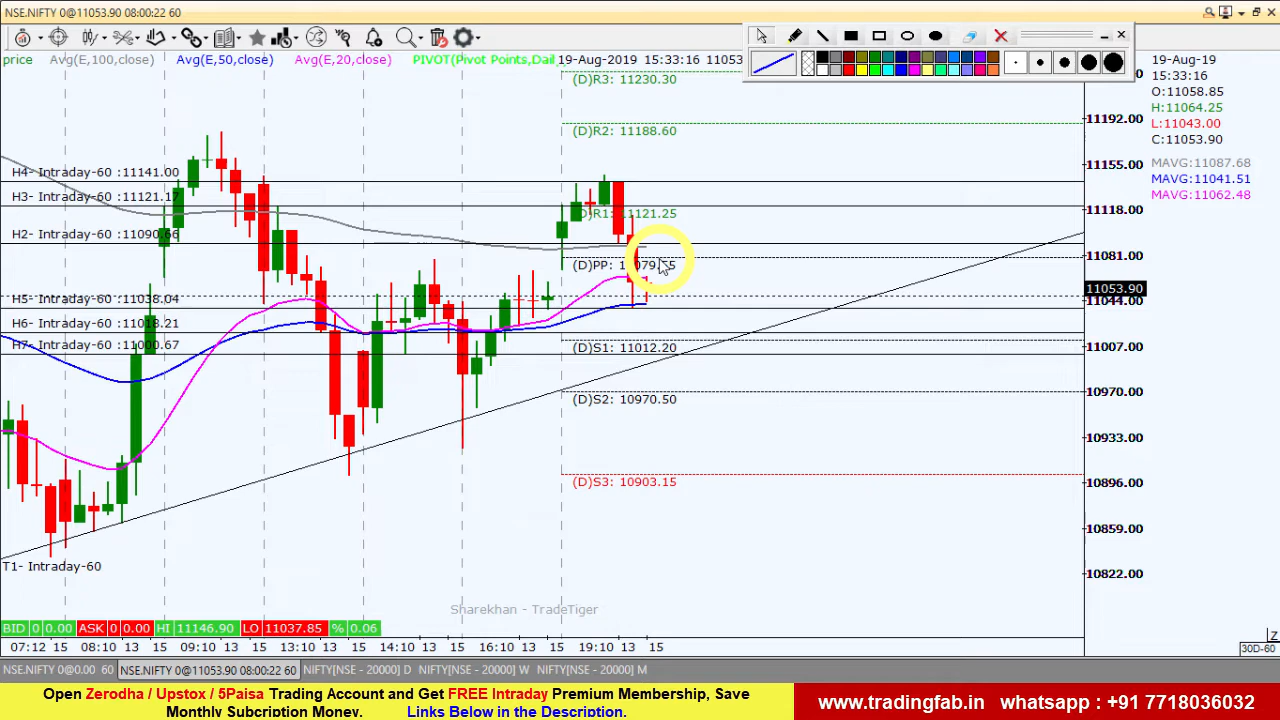 NSE.NIFTY 0@11053.90 08:00:22 60
price Avg(E,100,close) Avg(E,50,close) Avg(E,20,close) PIVOT(Pivot Points,Dail 19-Aug-2019 15:33:16 11053
19-Aug-19
15:33:16
O:11058.85
H:11064.25
L:11043.00
C:11053.90
MAVG:11087.68
MAVG:11041.51
MAVG:11062.48
(D)R3: 11230.30
(D)R2: 11188.60
(D)R1: 11121.25
(D)PP:
(D)S1: 11012.20
(D)S2: 10970.50
(D)S3: 10903.15
H4- Intraday-60 :11141.00
H3- Intraday-60 :11121.17
H2- Intraday-60 :11090.66
H5- Intraday-60 :11038.04
H6- Intraday-60 :11018.21
H7- Intraday-60 :11000.67
T1- Intraday-60
11192.00
11155.00
11118.00
11081.00
11053.90
11044.00
11007.00
10970.00
10933.00
10896.00
10859.00
10822.00
Sharekhan - TradeTiger
BID 0 0.00 ASK 0 0.00 HI 11146.90 LO 11037.85 % 0.06
07:12 15 08:10 13 15 09:10 13 15 13 15 14:10 13 15 16:10 13 15 19:10 13 15
Z
30D-60
NSE.NIFTY 0@0.00 60 NSE.NIFTY 0@11053.90 08:00:22 60 NIFTY[NSE - 20000] D NIFTY[NSE - 20000] W NIFTY[NSE - 20000] M
Open Zerodha / Upstox / 5Paisa Trading Account and Get FREE Intraday Premium Membership, Save
Monthly Subcription Money. Links Below in the Description.
www.tradingfab.in whatsapp : +91 7718036032